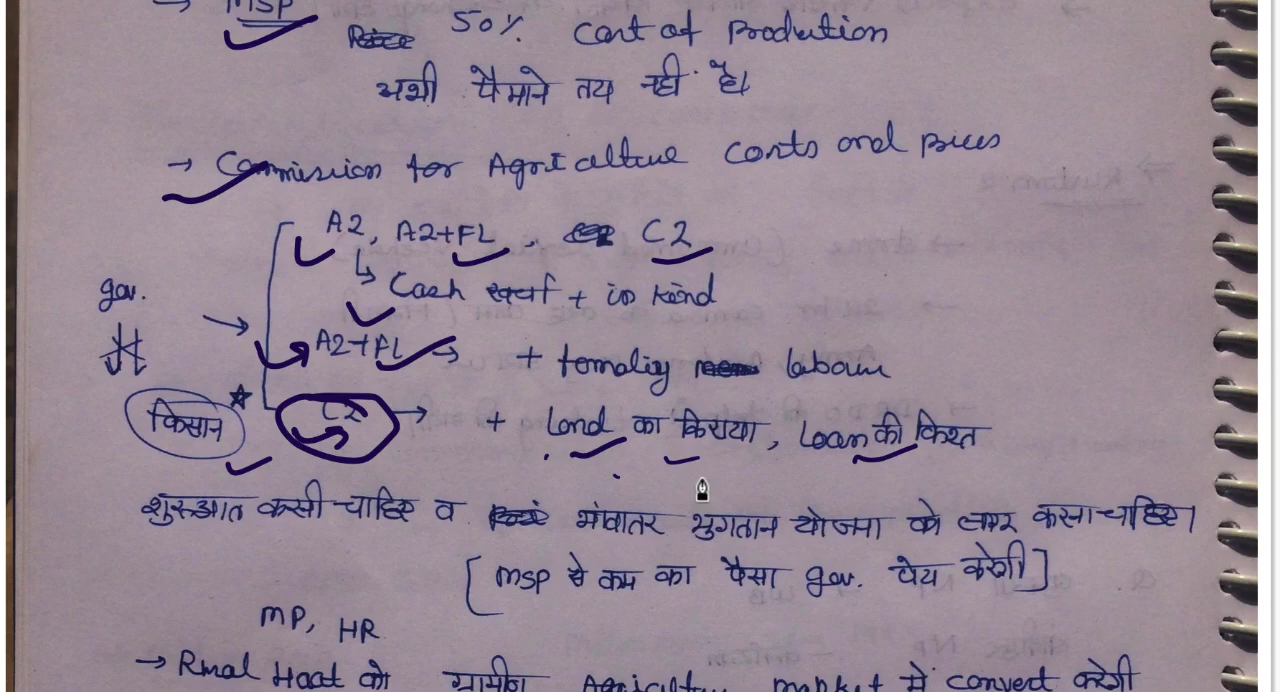 → MSP 50% Cost of Production
अभी पैमाने तय नही है।
→ Commission for Agriculture Costs and prices
A2, A2+FL, C2
↳ Cash खर्चा + in kind
gov. →
A2+FL → + family labour
किसान C2 → + Land का किराया, Loan की किश्त
शुरुआत करनी चाहिए व भावांतर भुगतान योजना को लागू करना चाहिए।
[MSP से कम का पैसा gov. पेय करेगी]
MP, HR
→ Rural Haat को ग्रामीण Agriculture market में convert करेगी